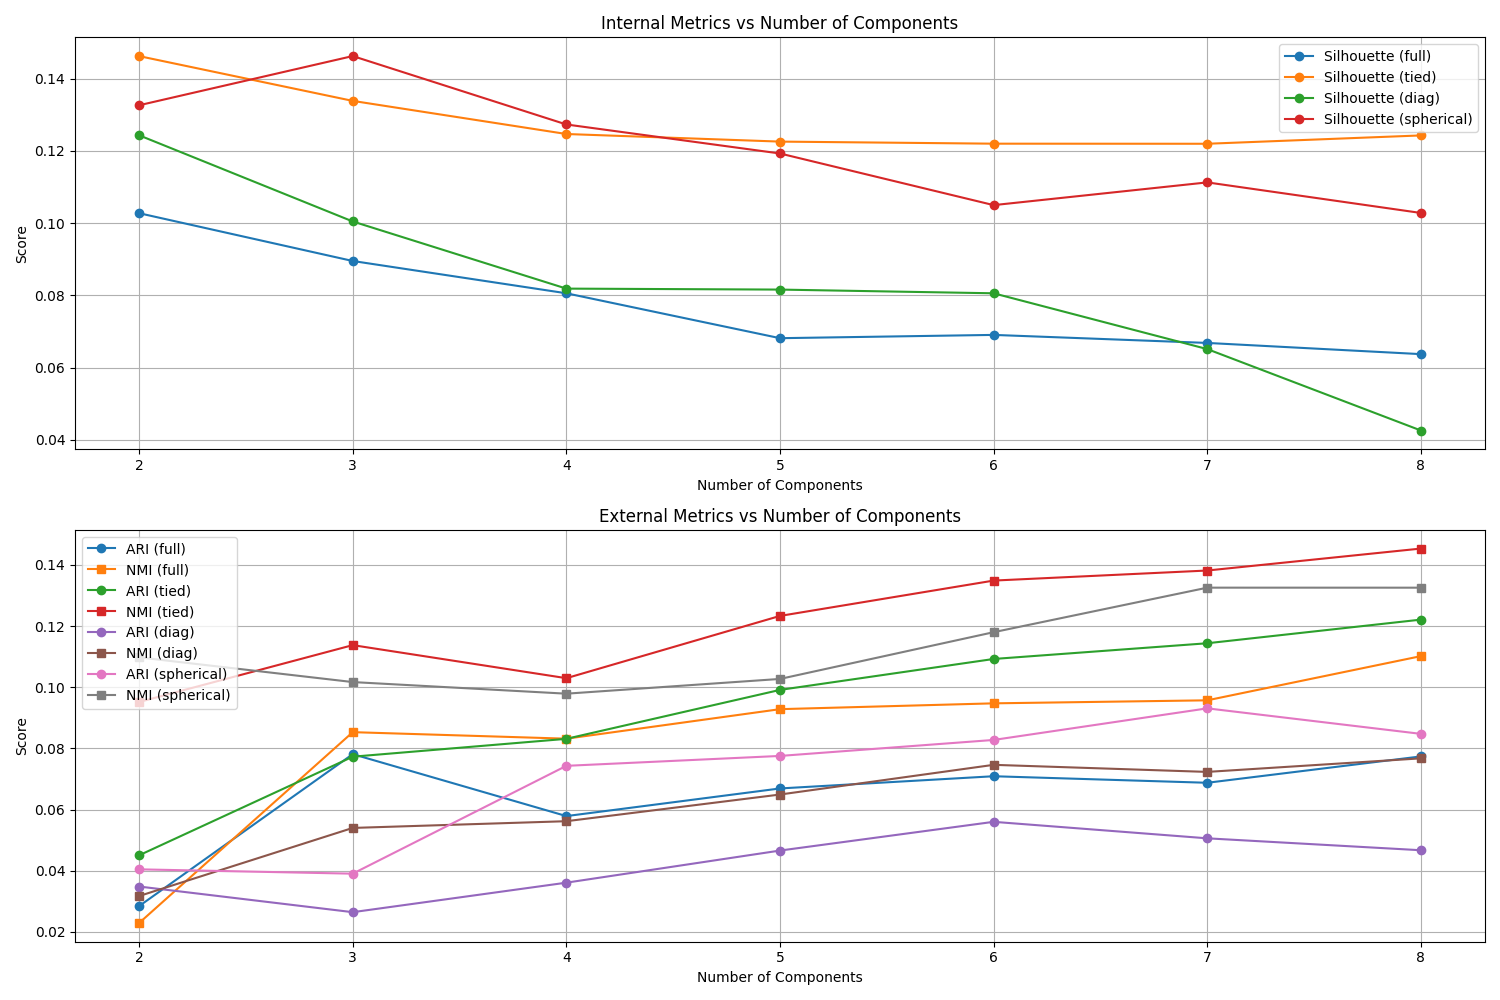 Internal Metrics vs Number of Components
Silhouette (full)
Silhouette (tied)
Silhouette (diag)
Silhouette (spherical)
0.14
0.12
0.10
0.08
0.06
0.04
Score
2 3 4 5 6 7 8
Number of Components
External Metrics vs Number of Components
ARI (full)
NMI (full)
ARI (tied)
NMI (tied)
ARI (diag)
NMI (diag)
ARI (spherical)
NMI (spherical)
0.14
0.12
0.10
0.08
0.06
0.04
0.02
Score
2 3 4 5 6 7 8
Number of Components